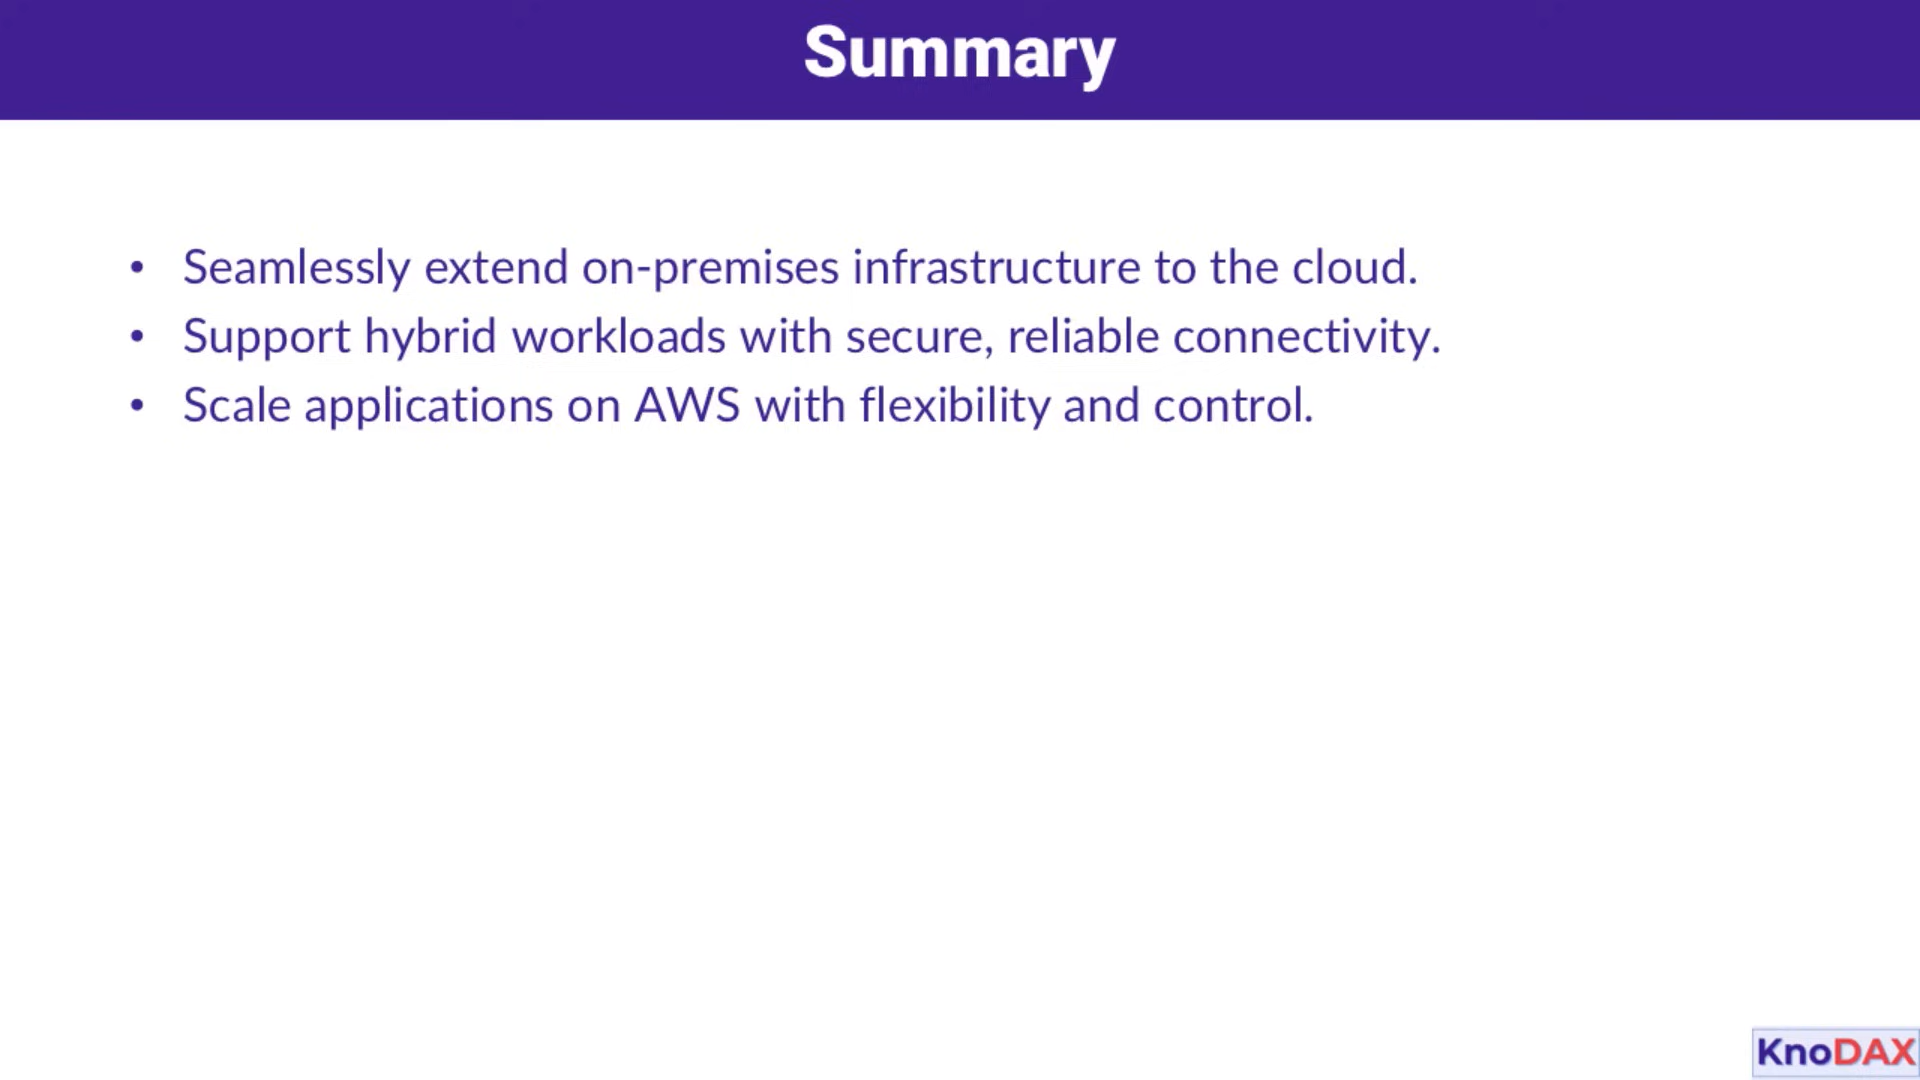 Summary
• Seamlessly extend on-premises infrastructure to the cloud.
• Support hybrid workloads with secure, reliable connectivity.
• Scale applications on AWS with flexibility and control.
KnoDAX